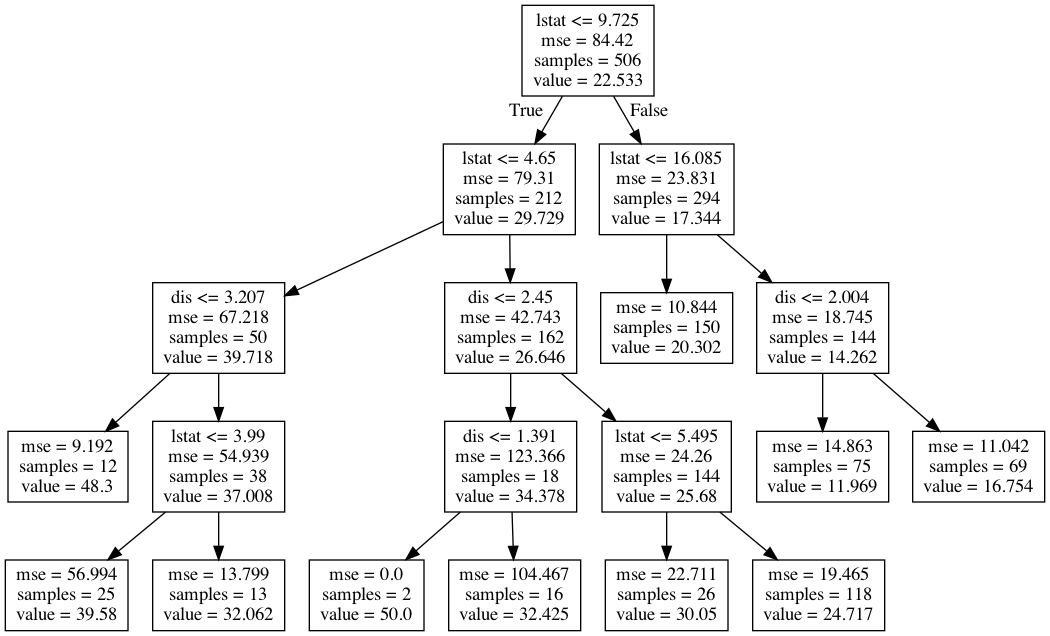 lstat <= 9.725
mse = 84.42
samples = 506
value = 22.533
True
False
lstat <= 4.65
mse = 79.31
samples = 212
value = 29.729
lstat <= 16.085
mse = 23.831
samples = 294
value = 17.344
dis <= 3.207
mse = 67.218
samples = 50
value = 39.718
dis <= 2.45
mse = 42.743
samples = 162
value = 26.646
mse = 10.844
samples = 150
value = 20.302
dis <= 2.004
mse = 18.745
samples = 144
value = 14.262
mse = 9.192
samples = 12
value = 48.3
lstat <= 3.99
mse = 54.939
samples = 38
value = 37.008
dis <= 1.391
mse = 123.366
samples = 18
value = 34.378
lstat <= 5.495
mse = 24.26
samples = 144
value = 25.68
mse = 14.863
samples = 75
value = 11.969
mse = 11.042
samples = 69
value = 16.754
mse = 56.994
samples = 25
value = 39.58
mse = 13.799
samples = 13
value = 32.062
mse = 0.0
samples = 2
value = 50.0
mse = 104.467
samples = 16
value = 32.425
mse = 22.711
samples = 26
value = 30.05
mse = 19.465
samples = 118
value = 24.717